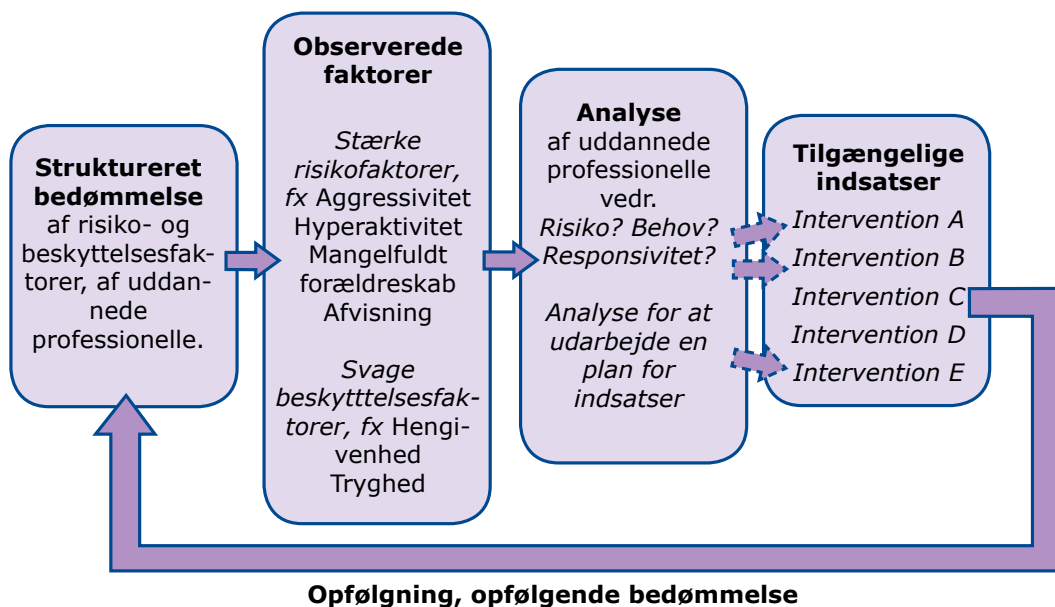 Struktureret
bedømmelse
af risiko- og
beskyttelsesfak-
torer, af uddan-
nede
professionelle.
Observerede
faktorer
Stærke
risikofaktorer,
fx Aggressivitet
Hyperaktivitet
Mangelfuldt
forældreskab
Afvisning
Svage
beskytttelsesfak-
torer, fx Hengi-
venhed
Tryghed
Analyse
af uddannede
professionelle
vedr.
Risiko? Behov?
Responsivitet?
Analyse for at
udarbejde en
plan for
indsatser
Tilgængelige
indsatser
Intervention A
Intervention B
Intervention C
Intervention D
Intervention E
Opfølgning, opfølgende bedømmelse